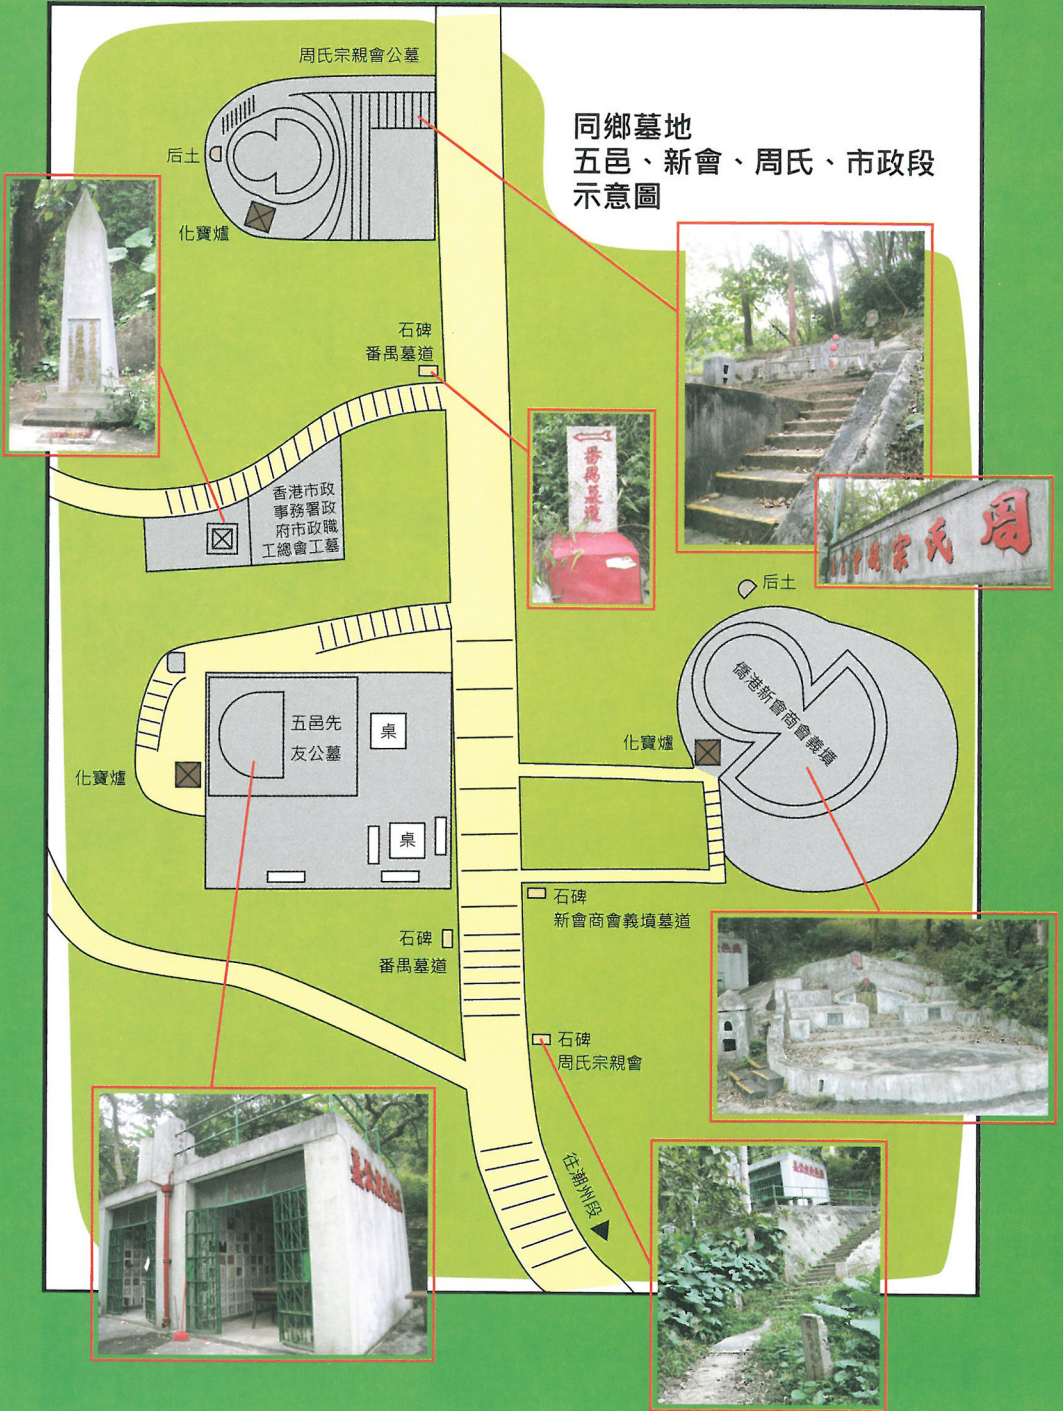 周氏宗親會公墓
同鄉墓地
五邑、新會、周氏、市政段
示意圖
后土
化寶爐
石碑
番禺墓道
番禺墓道
香港市政
事務署政
府市政職
工總會工墓
周氏宗親
后土
僑港新會商會義墳
五邑先
友公墓
桌
化寶爐
化寶爐
桌
石碑
新會商會義墳墓道
石碑
番禺墓道
石碑
周氏宗親會
往潮州段